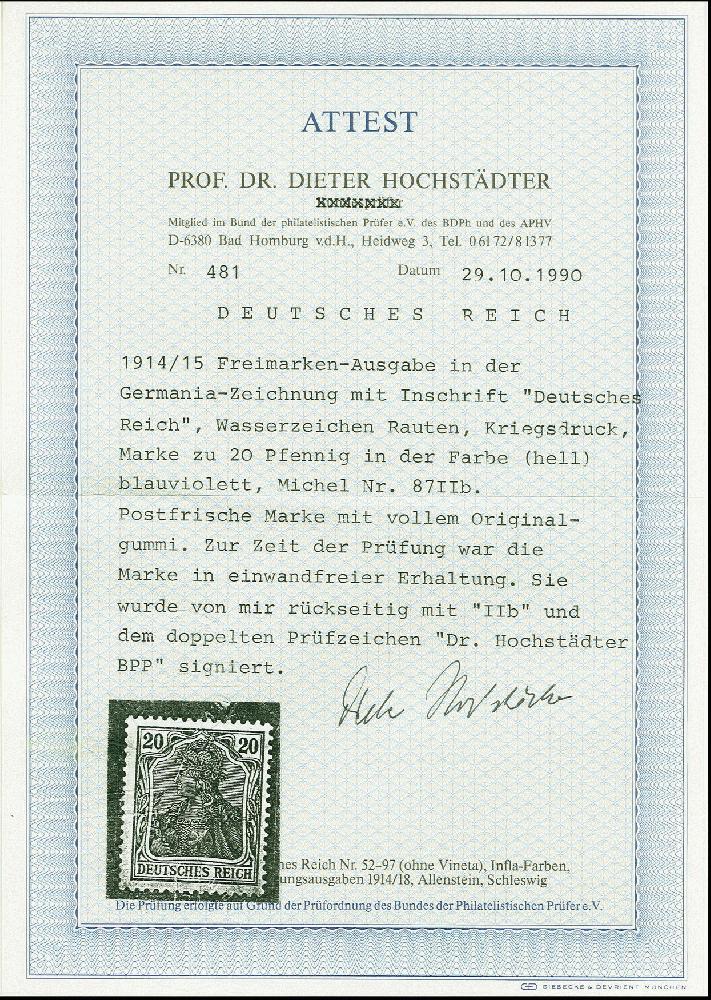 ATTEST
PROF. DR. DIETER HOCHSTÄDTER
Mitglied im Bund der philatelistischen Prüfer e.V. des BDPh und des APHV
D-6380 Bad Homburg v.d.H., Heidweg 3, Tel. 06172/81377
Nr. 481 Datum 29.10.1990
DEUTSCHES REICH
1914/15 Freimarken-Ausgabe in der
Germania-Zeichnung mit Inschrift "Deutsches
Reich", Wasserzeichen Rauten, Kriegsdruck,
Marke zu 20 Pfennig in der Farbe (hell)
blauviolett, Michel Nr. 87IIb.
Postfrische Marke mit vollem Original-
gummi. Zur Zeit der Prüfung war die
Marke in einwandfreier Erhaltung. Sie
wurde von mir rückseitig mit "IIb" und
dem doppelten Prüfzeichen "Dr. Hochstädter
BPP" signiert.
20 20
DEUTSCHES REICH
hes Reich Nr. 52-97 (ohne Vineta), Infla-Farben,
ungsausgaben 1914/18, Allenstein, Schleswig
Die Prüfung erfolgte auf Grund der Prüfordnung des Bundes der Philatelistischen Prüfer e.V.
GIESECKE & DEVRIENT MÜNCHEN